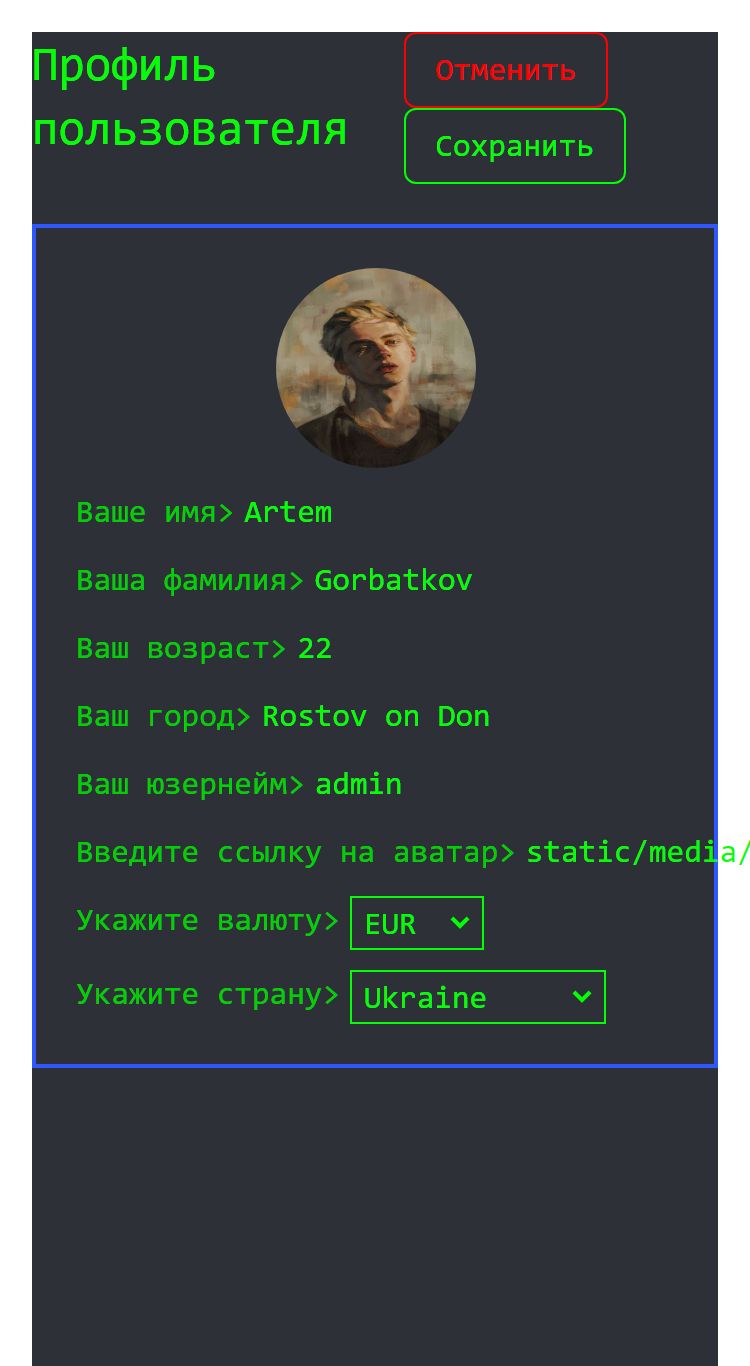 Профиль
пользователя
Отменить
Сохранить
Ваше имя> Artem
Ваша фамилия> Gorbatkov
Ваш возраст> 22
Ваш город> Rostov on Don
Ваш юзернейм> admin
Введите ссылку на аватар> static/media/
Укажите валюту> EUR
Укажите страну> Ukraine